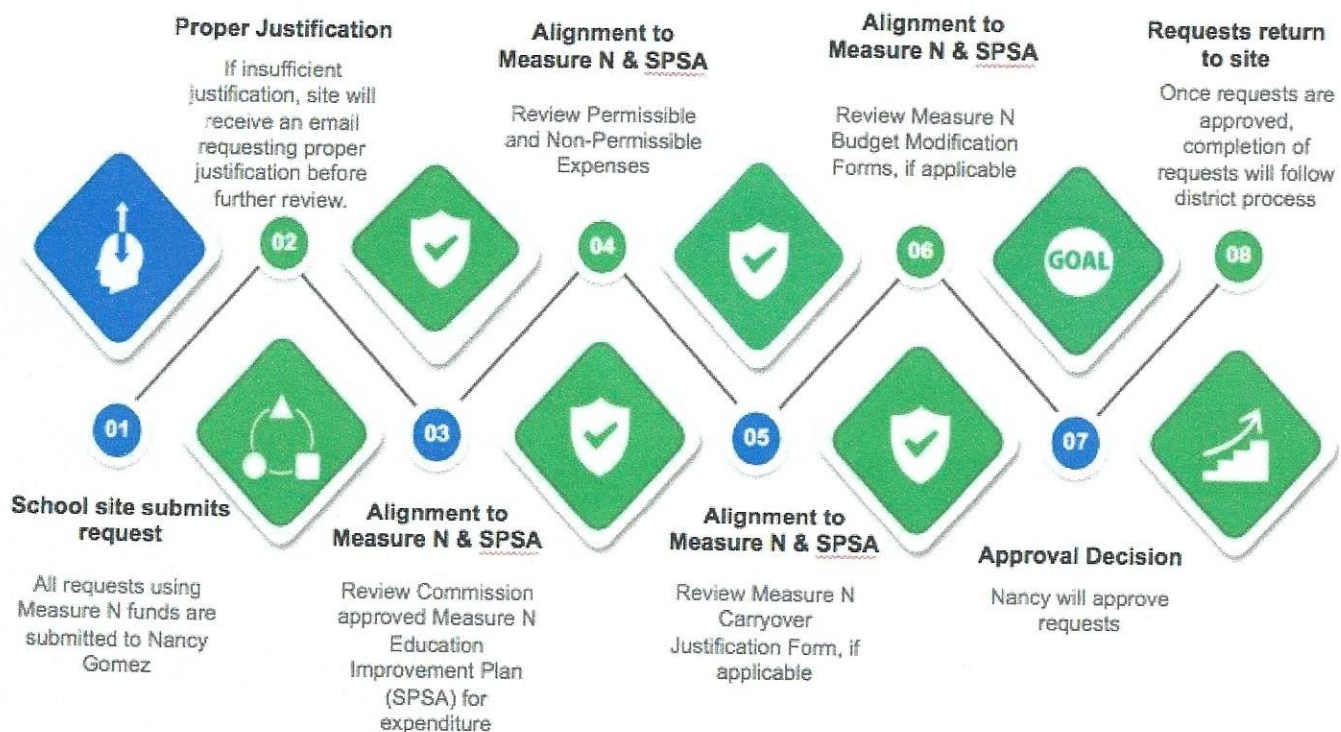 School site submits
request
All requests using
Measure N funds are
submitted to Nancy
Gomez
01
Proper Justification
If insufficient
justification, site will
receive an email
requesting proper
justification before
further review.
02
03
Alignment to
Measure N & SPSA
Review Commission
approved Measure N
Education
Improvement Plan
(SPSA) for
expenditure
Alignment to
Measure N & SPSA
Review Permissible
and Non-Permissible
Expenses
04
05
Alignment to
Measure N & SPSA
Review Measure N
Carryover
Justification Form, if
applicable
Alignment to
Measure N & SPSA
Review Measure N
Budget Modification
Forms, if applicable
06
GOAL
07
Approval Decision
Nancy will approve
requests
Requests return
to site
Once requests are
approved,
completion of
requests will follow
district process
08